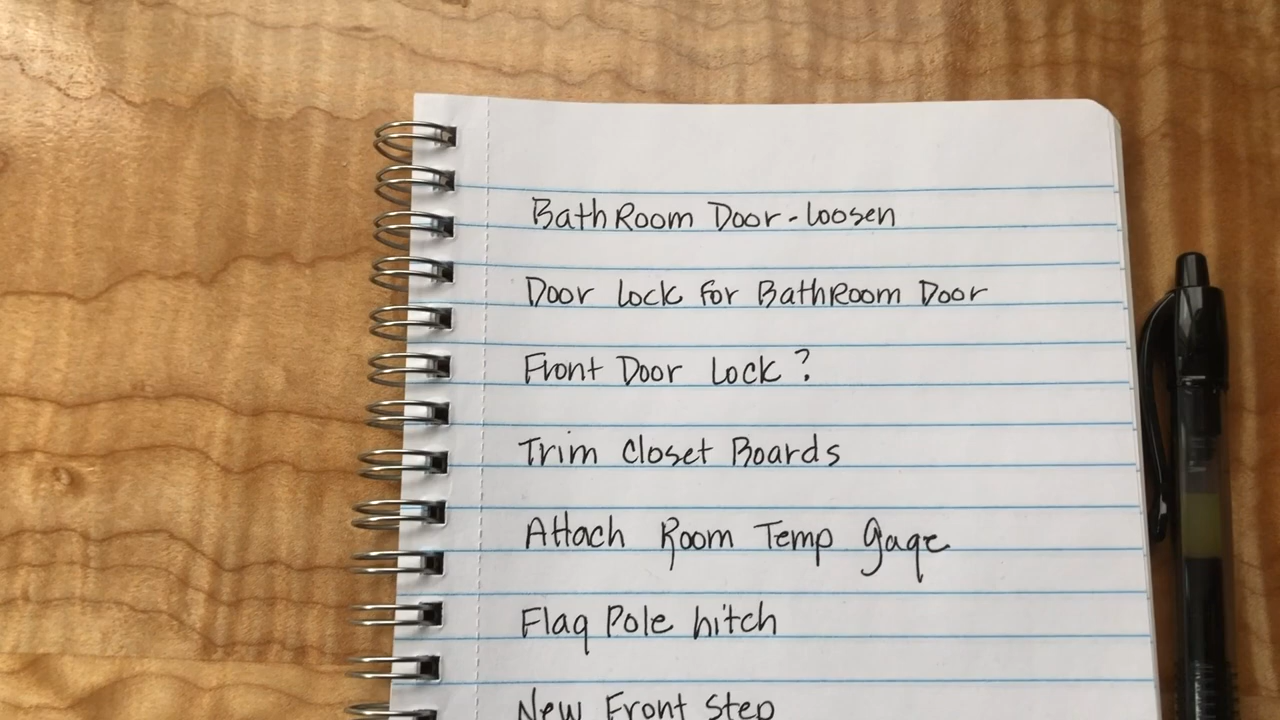 BathRoom Door - loosen
Door Lock for BathRoom Door
Front Door Lock ?
Trim Closet Boards
Attach Room Temp gage
Flag Pole hitch
New Front Step